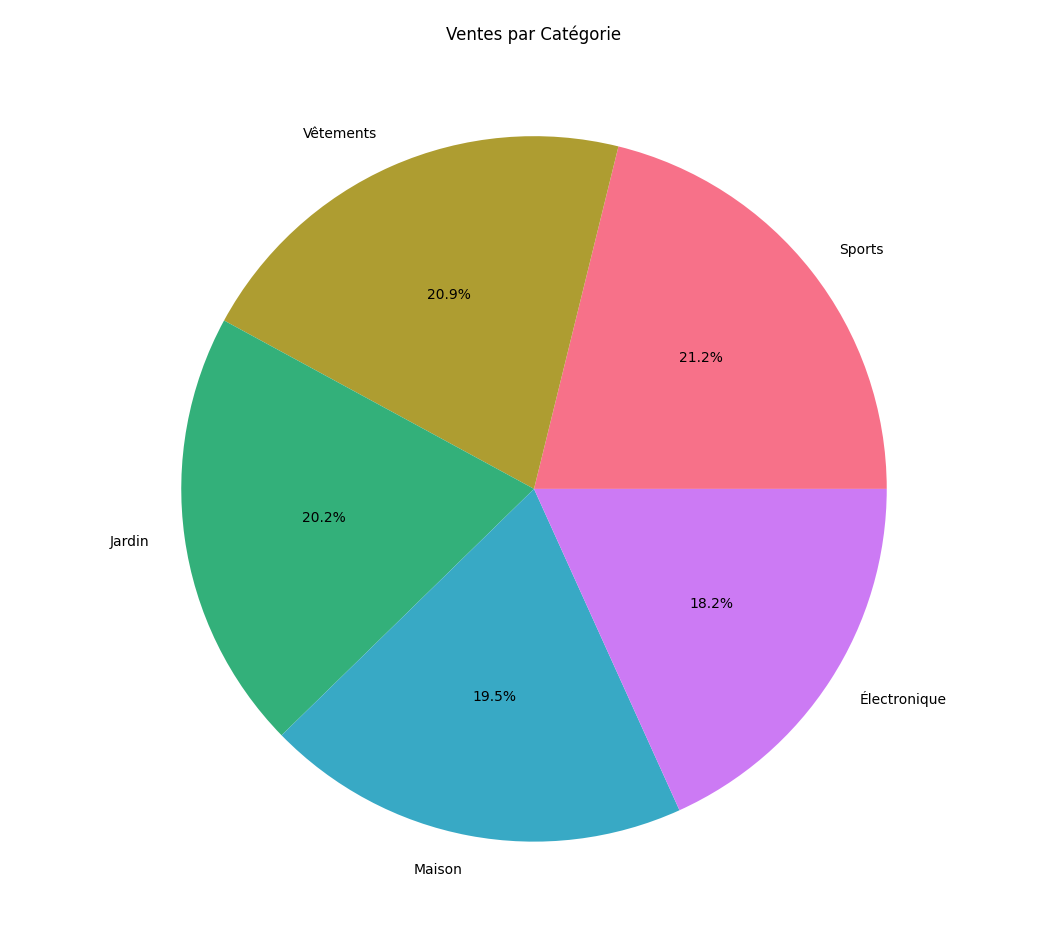 Ventes par Catégorie
Vêtements
Sports
20.9%
21.2%
20.2%
Jardin
18.2%
19.5%
Électronique
Maison